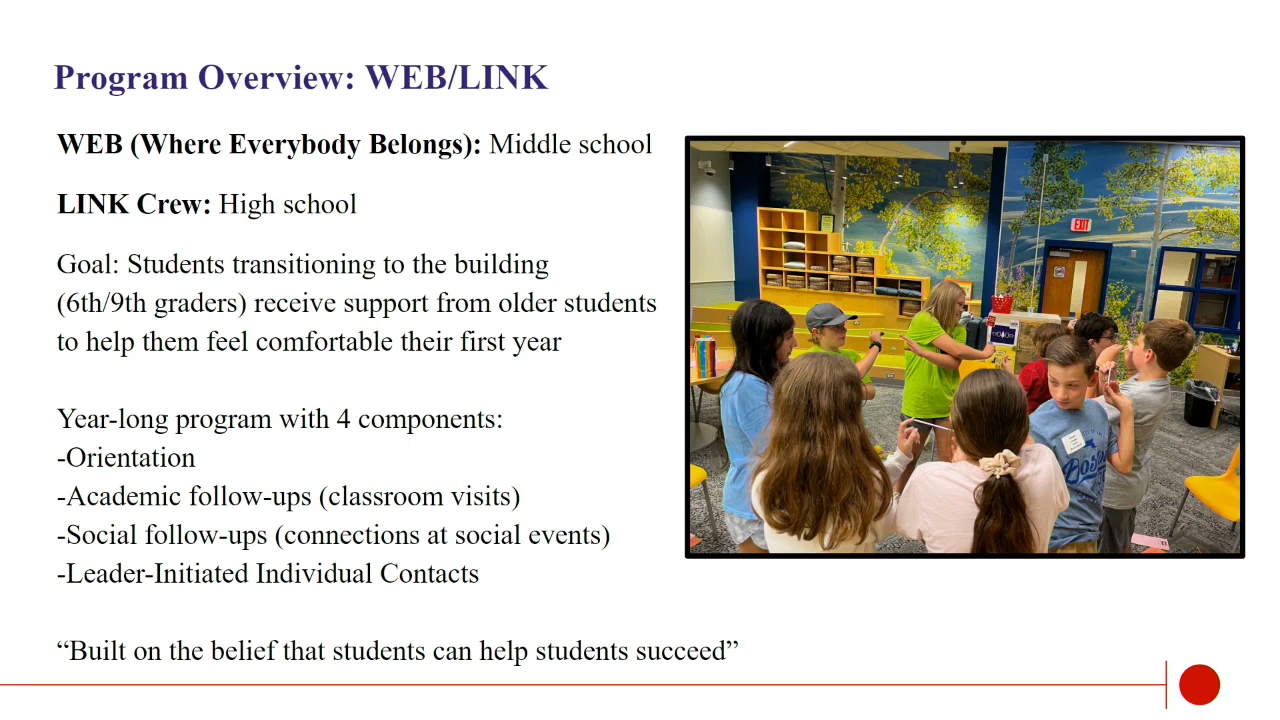 Program Overview: WEB/LINK
WEB (Where Everybody Belongs): Middle school
LINK Crew: High school
Goal: Students transitioning to the building
(6th/9th graders) receive support from older students
to help them feel comfortable their first year
Year-long program with 4 components:
-Orientation
-Academic follow-ups (classroom visits)
-Social follow-ups (connections at social events)
-Leader-Initiated Individual Contacts
“Built on the belief that students can help students succeed”
EXIT